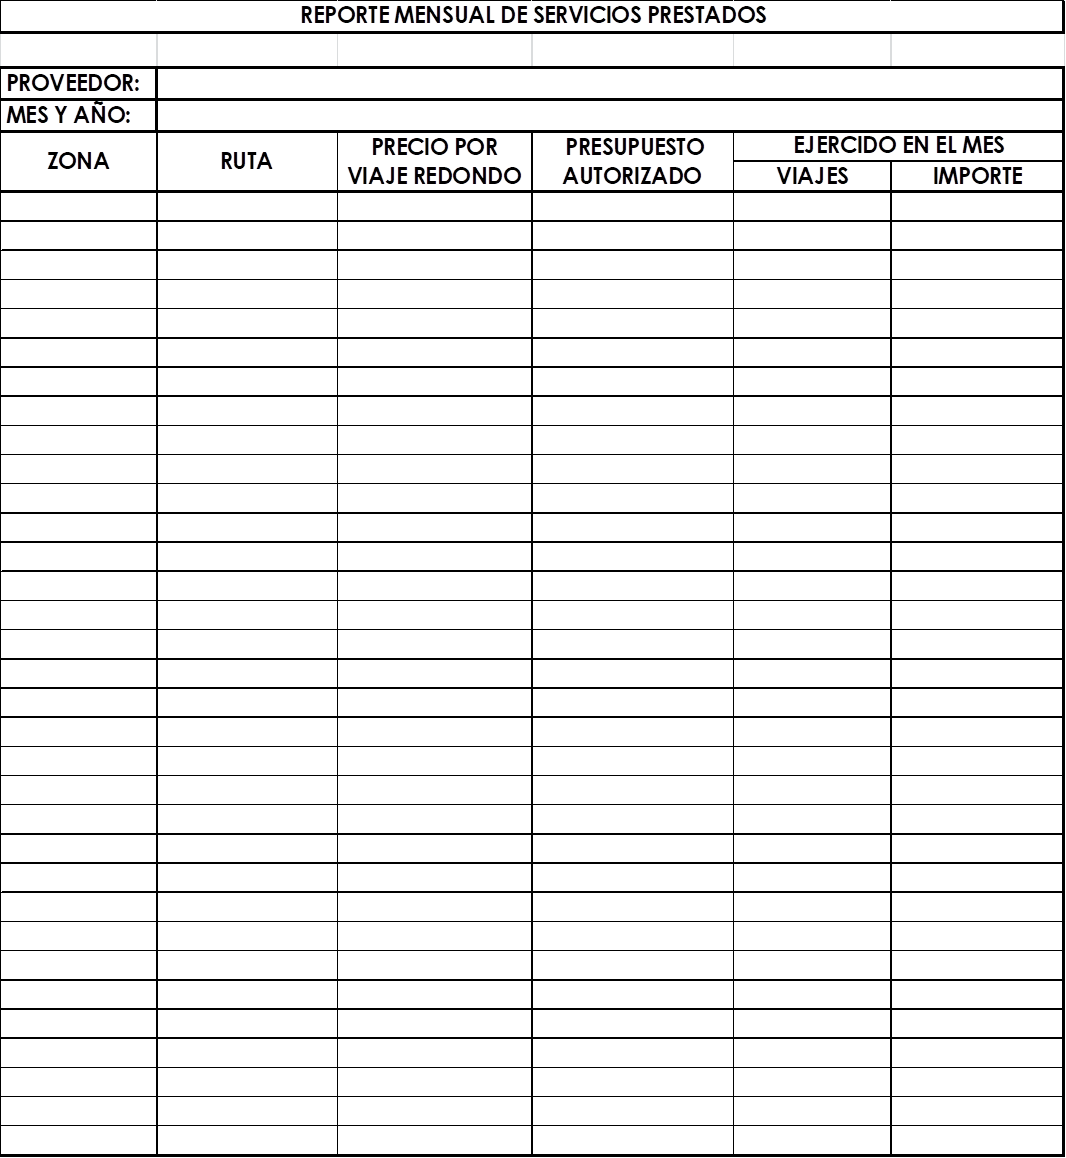 REPORTE MENSUAL DE SERVICIOS PRESTADOS
PROVEEDOR:
MES Y AÑO:
ZONA
RUTA
PRECIO POR
VIAJE REDONDO
PRESUPUESTO
AUTORIZADO
EJERCIDO EN EL MES
VIAJES
IMPORTE